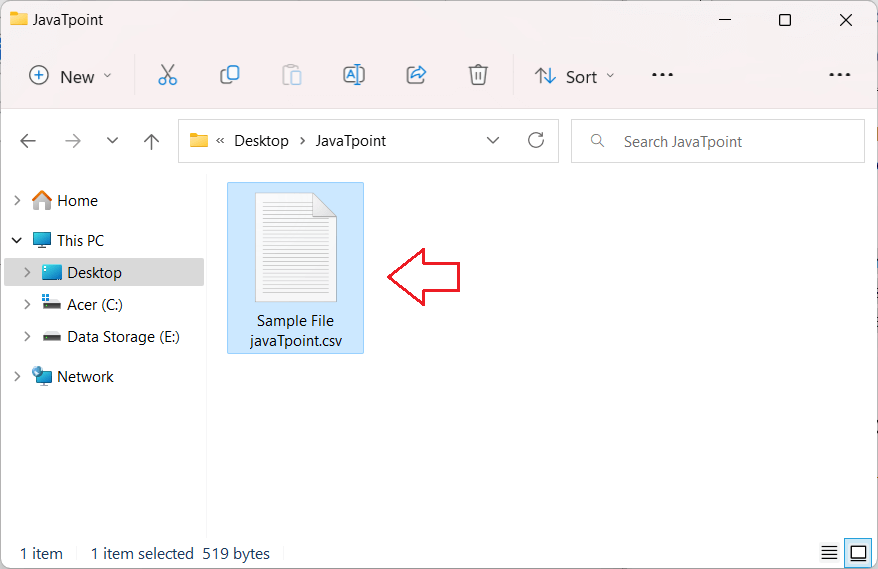 JavaTpoint
New
Sort
« Desktop > JavaTpoint
Search JavaTpoint
Home
This PC
Desktop
Acer (C:)
Data Storage (E:)
Network
Sample File
javaTpoint.csv
1 item
1 item selected 519 bytes